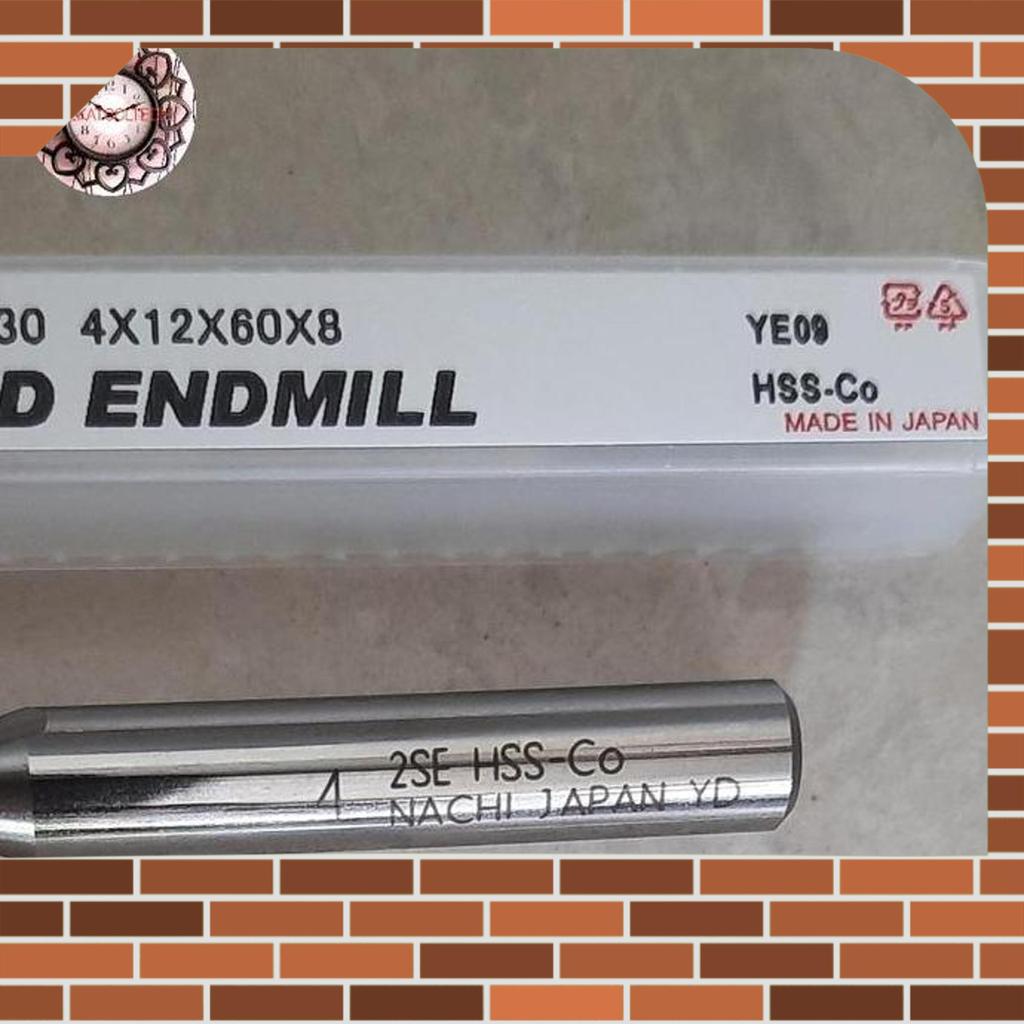 30 4X12X60X8
YE09
D ENDMILL
HSS-Co
MADE IN JAPAN
4
2SE HSS-Co
NACHI JAPAN YD